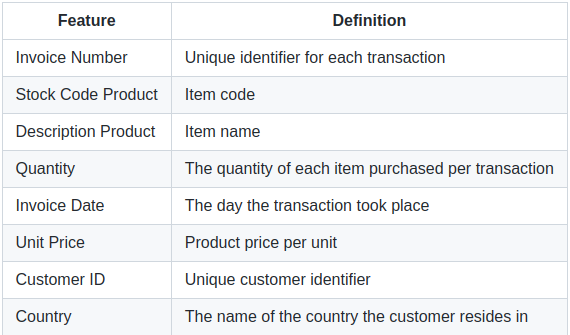 Feature Definition
Invoice Number Unique identifier for each transaction
Stock Code Product Item code
Description Product Item name
Quantity The quantity of each item purchased per transaction
Invoice Date The day the transaction took place
Unit Price Product price per unit
Customer ID Unique customer identifier
Country The name of the country the customer resides in